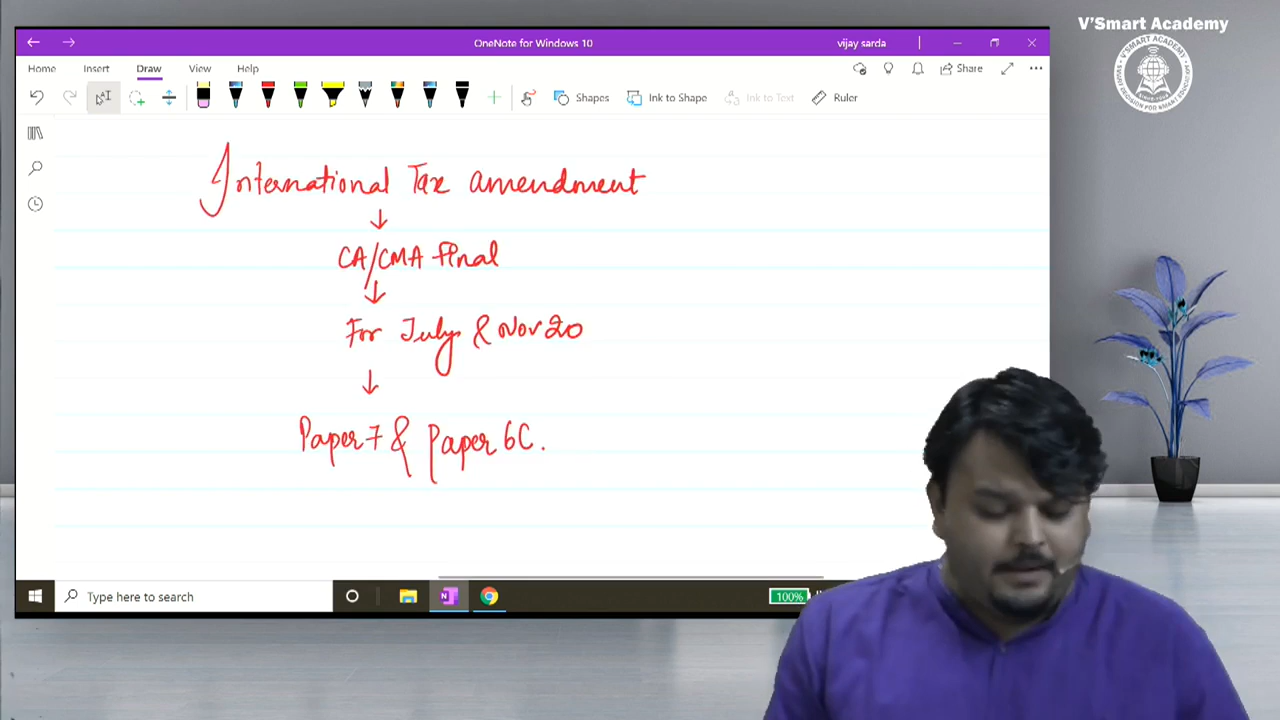 V'Smart Academy
OneNote for Windows 10
vijay sarda
Home Insert Draw View Help
Share
Shapes Ink to Shape Ink to Text Ruler
International Tax amendment
↓
CA/CMA Final
↓
For July & Nov 20
↓
Paper 7 & Paper 6C.
Type here to search
100%